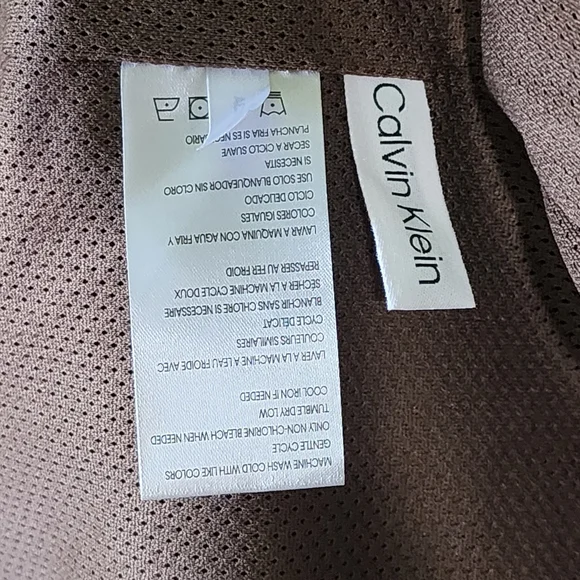 MACHINE WASH COLD WITH LIKE COLORS
GENTLE CYCLE
ONLY NON-CHLORINE BLEACH WHEN NEEDED
TUMBLE DRY LOW
COOL IRON IF NEEDED
LAVER A LA MACHINE A LEAU FROIDE AVEC
COULEURS SIMILAIRES
CYCLE DELICAT
BLANCHIR SANS CHLORE SI NECESSAIRE
SECHER A LA MACHINE CYCLE DOUX
REPASSER AU FER FROID
LAVAR A MAQUINA CON AGUA FRIA Y
COLORES IGUALES
CICLO DELICADO
USE SOLO BLANQUEADOR SIN CLORO
SI NECESITA
SECAR A CICLO SUAVE
PLANCHA FRIA SI ES NECESARIO
Calvin Klein